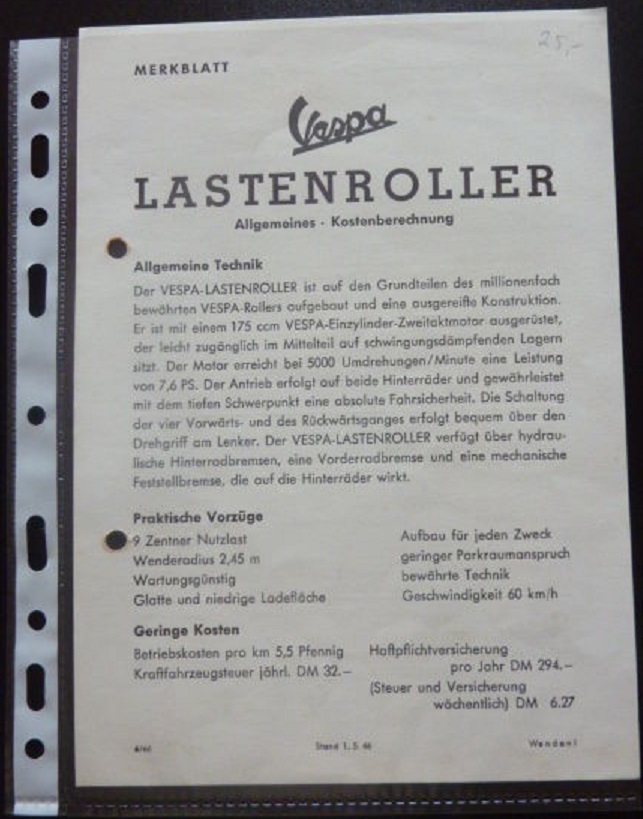 25,-
MERKBLATT
Vespa
LASTENROLLER
Allgemeines · Kostenberechnung
Allgemeine Technik
Der VESPA-LASTENROLLER ist auf den Grundteilen des millionenfach
bewährten VESPA-Rollers aufgebaut und eine ausgereifte Konstruktion.
Er ist mit einem 175 ccm VESPA-Einzylinder-Zweitaktmotor ausgerüstet,
der leicht zugänglich im Mittelteil auf schwingungsdämpfenden Lagern
sitzt. Der Motor erreicht bei 5000 Umdrehungen/Minute eine Leistung
von 7,6 PS. Der Antrieb erfolgt auf beide Hinterräder und gewährleistet
mit dem tiefen Schwerpunkt eine absolute Fahrsicherheit. Die Schaltung
der vier Vorwärts- und des Rückwärtsganges erfolgt bequem über den
Drehgriff am Lenker. Der VESPA-LASTENROLLER verfügt über hydrau-
lische Hinterradbremsen, eine Vorderradbremse und eine mechanische
Feststellbremse, die auf die Hinterräder wirkt.
Praktische Vorzüge
9 Zentner Nutzlast
Wenderadius 2,45 m
Wartungsgünstig
Glatte und niedrige Ladefläche
Aufbau für jeden Zweck
geringer Parkraumanspruch
bewährte Technik
Geschwindigkeit 60 km/h
Geringe Kosten
Betriebskosten pro km 5,5 Pfennig
Kraftfahrzeugsteuer jährl. DM 32.–
Haftpflichtversicherung
pro Jahr DM 294.–
(Steuer und Versicherung
wöchentlich) DM 6.27
Stand 1. 5. 66
Wenden!